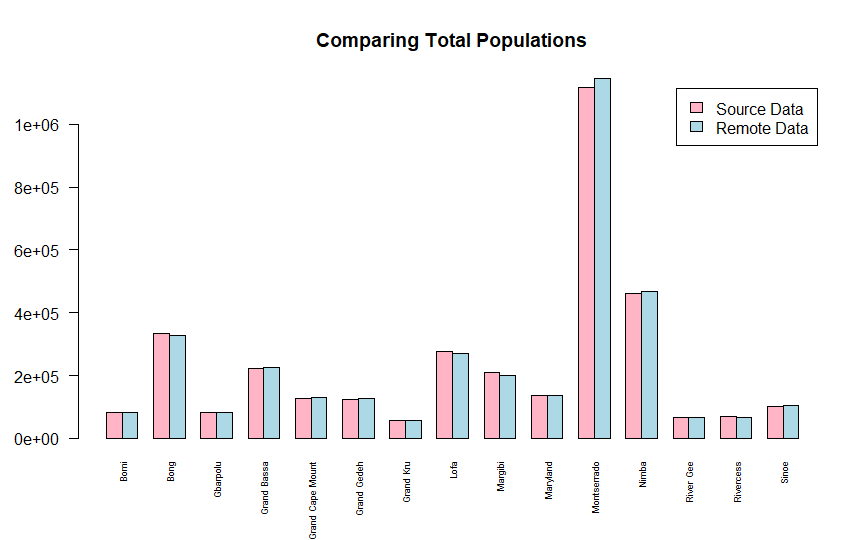 Comparing Total Populations
Source Data
Remote Data
1e+06
8e+05
6e+05
4e+05
2e+05
0e+00
Bomi
Bong
Gbarpolu
Grand Bassa
Grand Cape Mount
Grand Gedeh
Grand Kru
Lofa
Margibi
Maryland
Montserrado
Nimba
River Gee
Rivercess
Sinoe